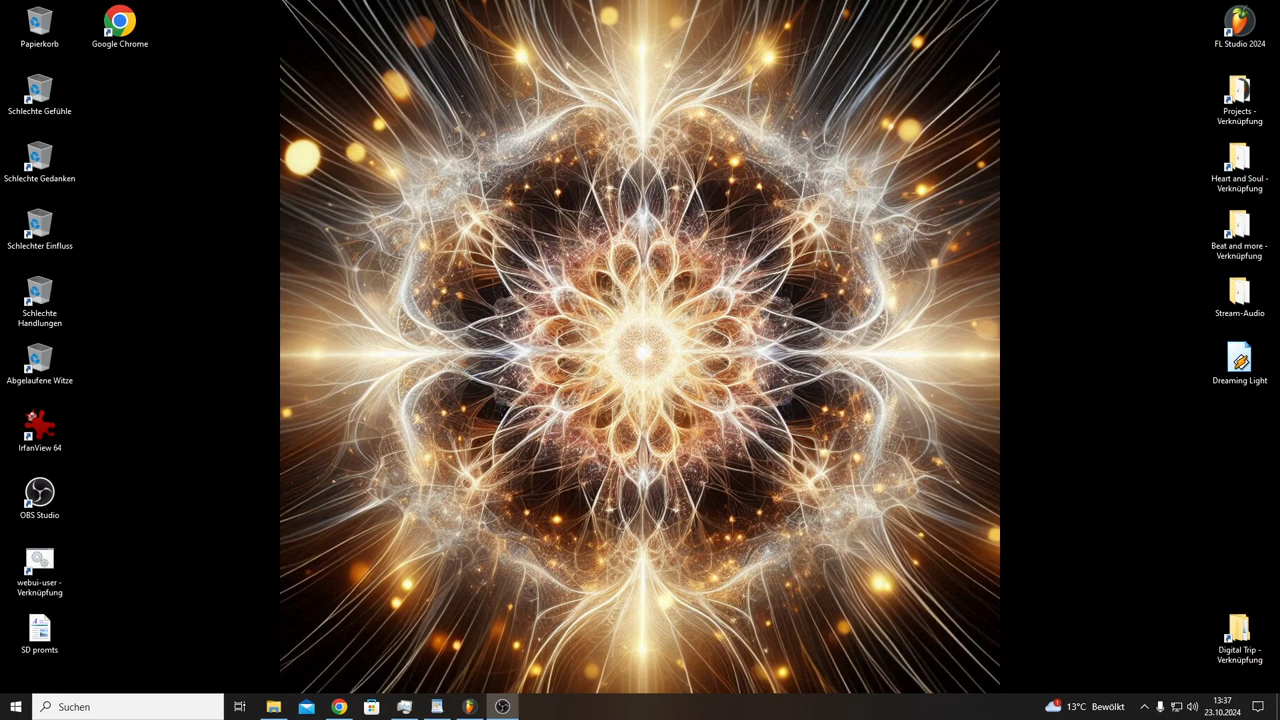 Papierkorb
Google Chrome
Schlechte Gefühle
Schlechte Gedanken
Schlechter Einfluss
Schlechte
Handlungen
Abgelaufene Witze
IrfanView 64
OBS Studio
webui-user -
Verknüpfung
SD promts
FL Studio 2024
Projects -
Verknüpfung
Heart and Soul -
Verknüpfung
Beat and more -
Verknüpfung
Stream-Audio
Dreaming Light
Digital Trip -
Verknüpfung
Suchen
13°C Bewölkt
13:37
23.10.2024